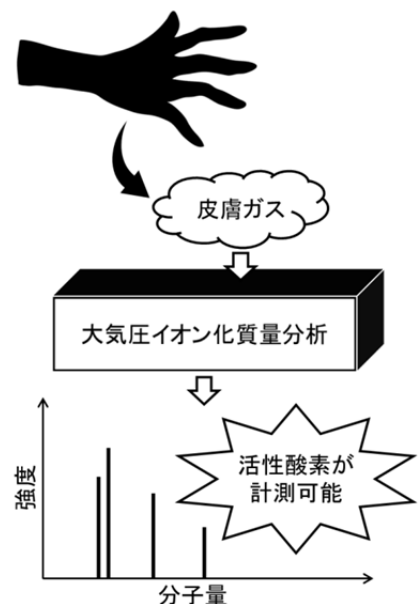 皮膚ガス
大気圧イオン化質量分析
活性酸素が
計測可能
強度
分子量